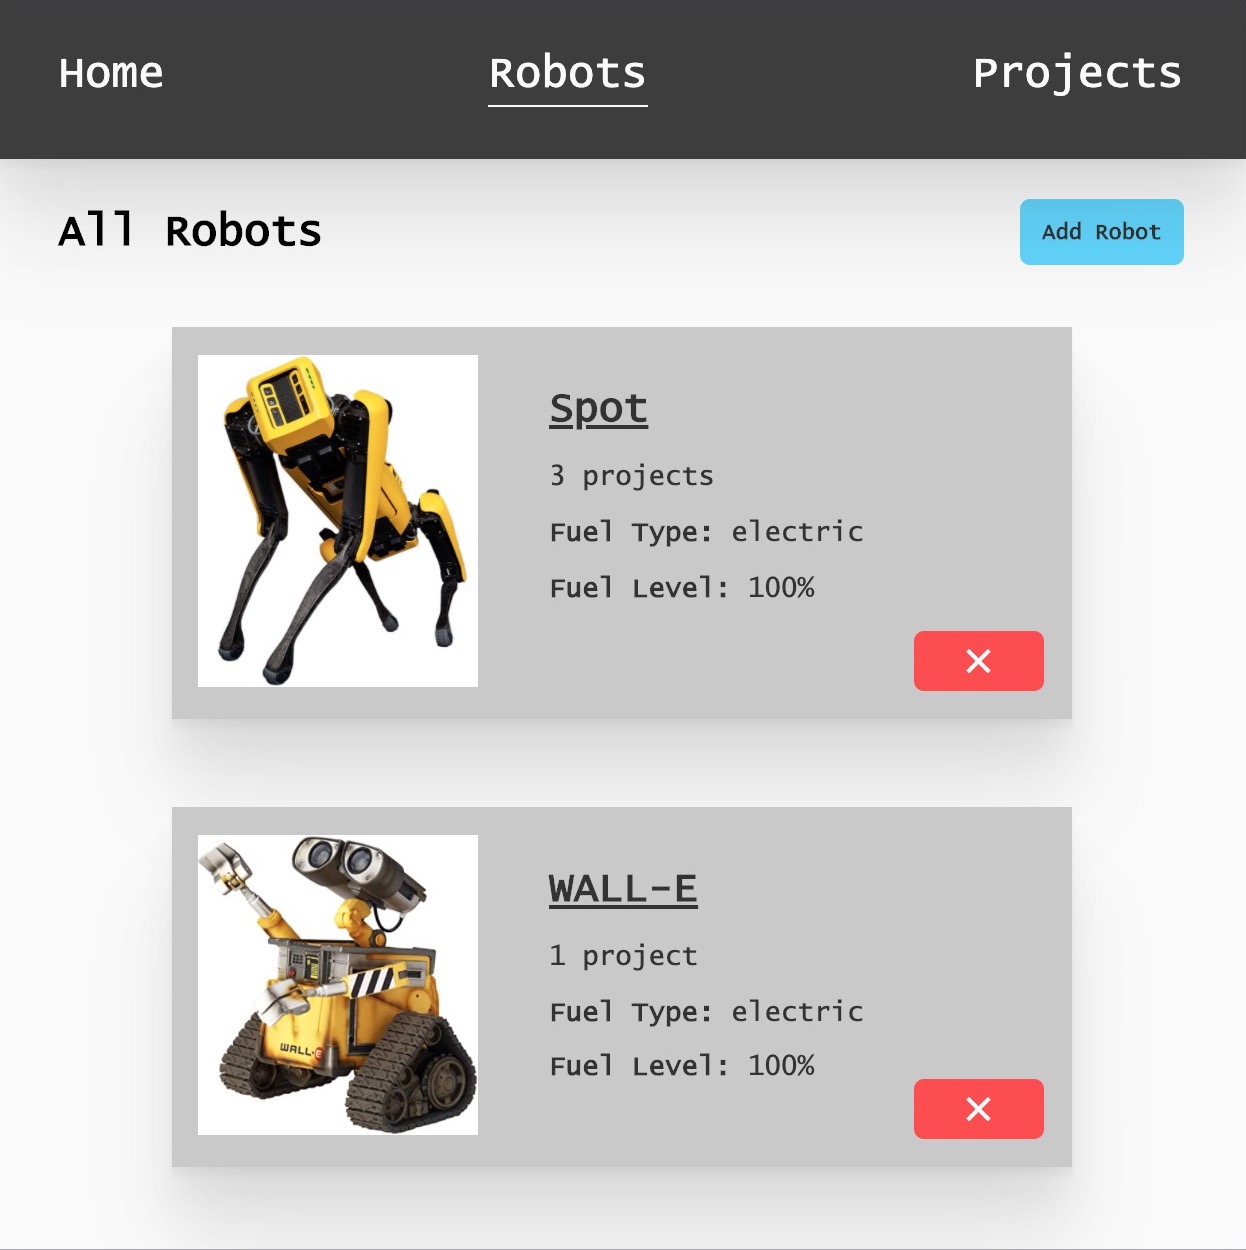 Home Robots Projects
All Robots
Add Robot
Spot
3 projects
Fuel Type: electric
Fuel Level: 100%
WALL-E
1 project
Fuel Type: electric
Fuel Level: 100%
WALL-E